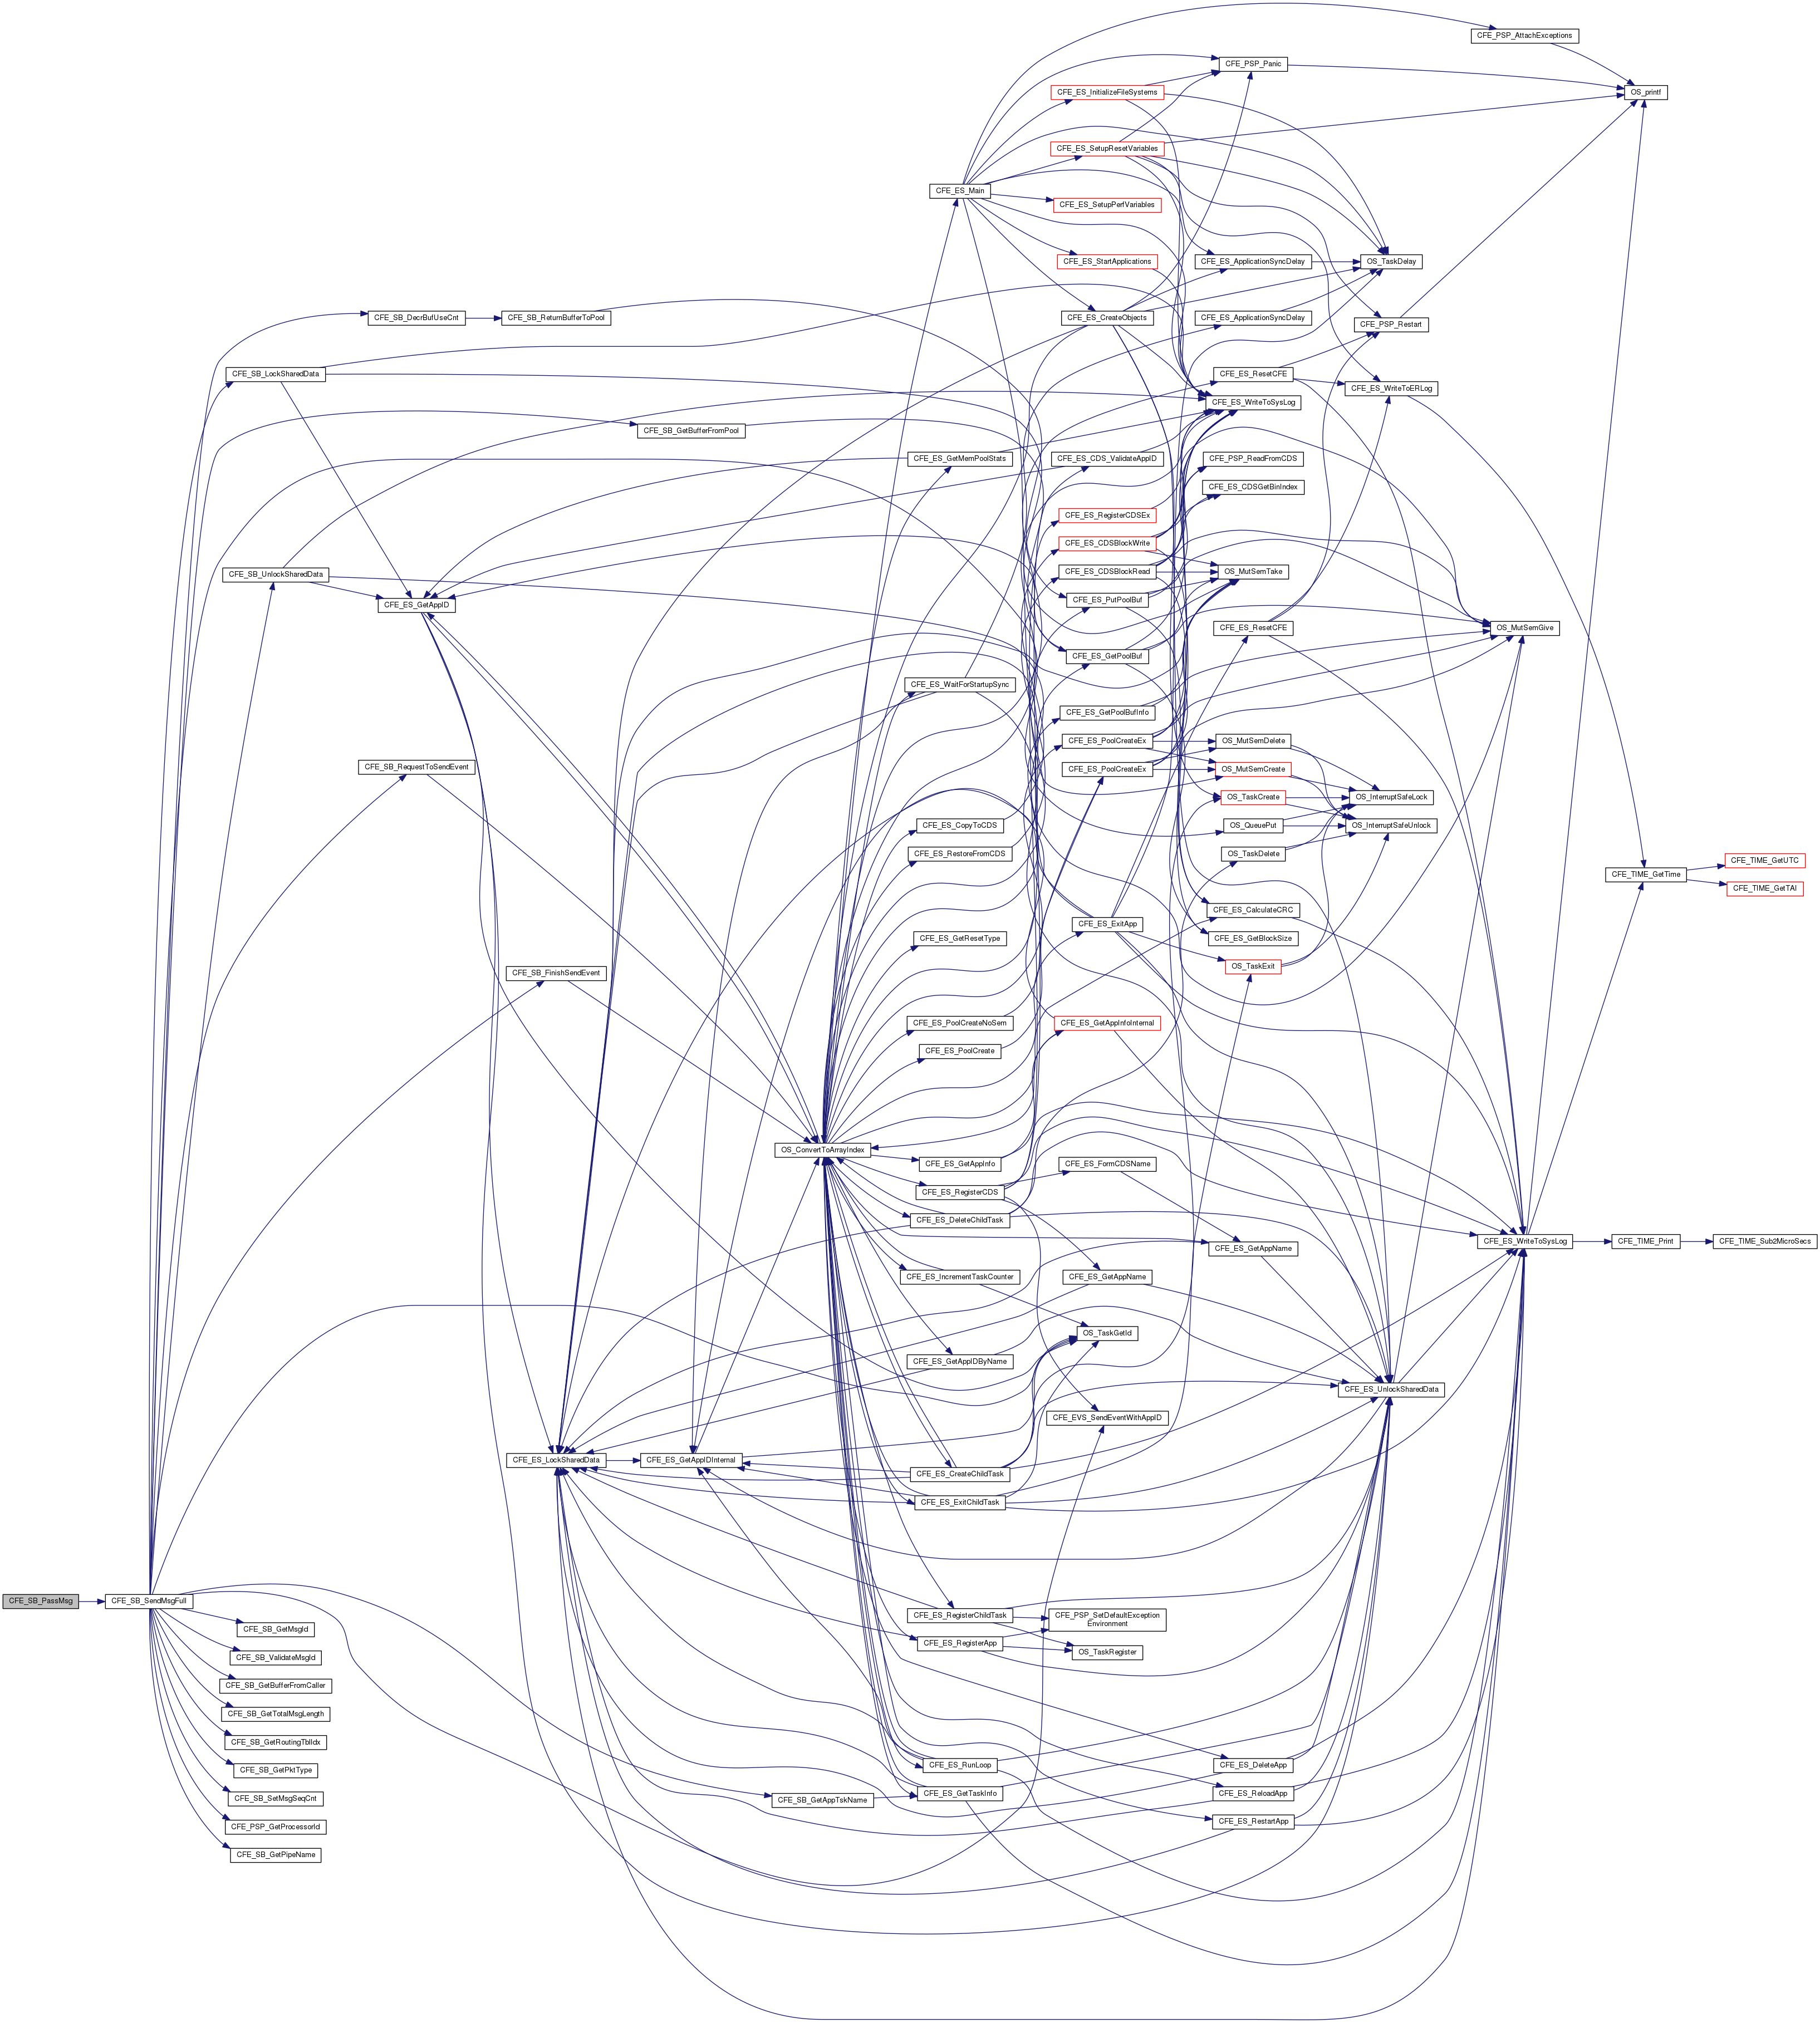 CFE_PSP_AttachExceptions
CFE_PSP_Panic
OS_printf
CFE_ES_InitializeFileSystems
CFE_ES_SetupResetVariables
CFE_ES_Main
CFE_ES_SetupPerfVariables
CFE_ES_StartApplications
CFE_ES_ApplicationSyncDelay
OS_TaskDelay
CFE_SB_DecrBufUseCnt
CFE_SB_ReturnBufferToPool
CFE_ES_CreateObjects
CFE_ES_ApplicationSyncDelay
CFE_PSP_Restart
CFE_SB_LockSharedData
CFE_ES_ResetCFE
CFE_ES_WriteToERLog
CFE_ES_WriteToSysLog
CFE_SB_GetBufferFromPool
CFE_ES_GetMemPoolStats
CFE_ES_CDS_ValidateAppID
CFE_PSP_ReadFromCDS
CFE_ES_CDSGetBinIndex
CFE_ES_RegisterCDSEx
CFE_ES_CDSBlockWrite
CFE_SB_UnlockSharedData
CFE_ES_CDSBlockRead
OS_MutSemTake
CFE_ES_GetAppID
CFE_ES_PutPoolBuf
CFE_ES_ResetCFE
OS_MutSemGive
CFE_ES_GetPoolBuf
CFE_ES_WaitForStartupSync
CFE_ES_GetPoolBufInfo
CFE_ES_PoolCreateEx
OS_MutSemDelete
CFE_SB_RequestToSendEvent
CFE_ES_PoolCreateEx
OS_MutSemCreate
OS_TaskCreate
OS_InterruptSafeLock
CFE_ES_CopyToCDS
OS_QueuePut
OS_InterruptSafeUnlock
CFE_ES_RestoreFromCDS
OS_TaskDelete
CFE_TIME_GetUTC
CFE_TIME_GetTime
CFE_TIME_GetTAI
CFE_ES_CalculateCRC
CFE_ES_ExitApp
CFE_ES_GetResetType
CFE_ES_GetBlockSize
CFE_SB_FinishSendEvent
OS_TaskExit
CFE_ES_PoolCreateNoSem
CFE_ES_GetAppInfoInternal
CFE_ES_PoolCreate
OS_ConvertToArrayIndex
CFE_ES_GetAppInfo
CFE_ES_FormCDSName
CFE_ES_RegisterCDS
CFE_ES_DeleteChildTask
CFE_ES_WriteToSysLog
CFE_TIME_Print
CFE_TIME_Sub2MicroSecs
CFE_ES_GetAppName
CFE_ES_IncrementTaskCounter
CFE_ES_GetAppName
OS_TaskGetId
CFE_ES_GetAppIDByName
CFE_ES_UnlockSharedData
CFE_EVS_SendEventWithAppID
CFE_ES_LockSharedData
CFE_ES_GetAppIDInternal
CFE_ES_CreateChildTask
CFE_ES_ExitChildTask
CFE_SB_PassMsg
CFE_SB_SendMsgFull
CFE_ES_RegisterChildTask
CFE_PSP_SetDefaultException
Environment
CFE_SB_GetMsgId
CFE_ES_RegisterApp
OS_TaskRegister
CFE_SB_ValidateMsgId
CFE_SB_GetBufferFromCaller
CFE_SB_GetTotalMsgLength
CFE_SB_GetRoutingTblIdx
CFE_SB_GetPktType
CFE_ES_RunLoop
CFE_ES_DeleteApp
CFE_SB_SetMsgSeqCnt
CFE_SB_GetAppTskName
CFE_ES_GetTaskInfo
CFE_ES_ReloadApp
CFE_PSP_GetProcessorId
CFE_ES_RestartApp
CFE_SB_GetPipeName